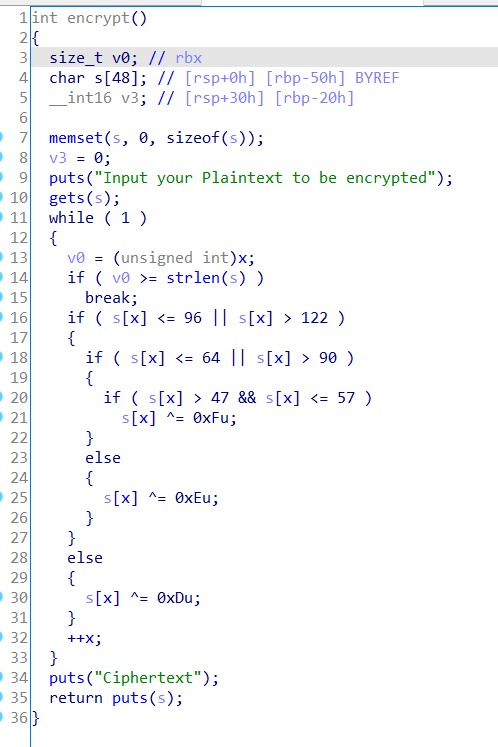 1 int encrypt()
2 {
3   size_t v0; // rbx
4   char s[48]; // [rsp+0h] [rbp-50h] BYREF
5   __int16 v3; // [rsp+30h] [rbp-20h]
6
7   memset(s, 0, sizeof(s));
8   v3 = 0;
9   puts("Input your Plaintext to be encrypted");
10   gets(s);
11   while ( 1 )
12   {
13     v0 = (unsigned int)x;
14     if ( v0 >= strlen(s) )
15       break;
16     if ( s[x] <= 96 || s[x] > 122 )
17     {
18       if ( s[x] <= 64 || s[x] > 90 )
19       {
20         if ( s[x] > 47 && s[x] <= 57 )
21           s[x] ^= 0xFu;
22       }
23       else
24       {
25         s[x] ^= 0xEu;
26       }
27     }
28     else
29     {
30       s[x] ^= 0xDu;
31     }
32     ++x;
33   }
34   puts("Ciphertext");
35   return puts(s);
36 }